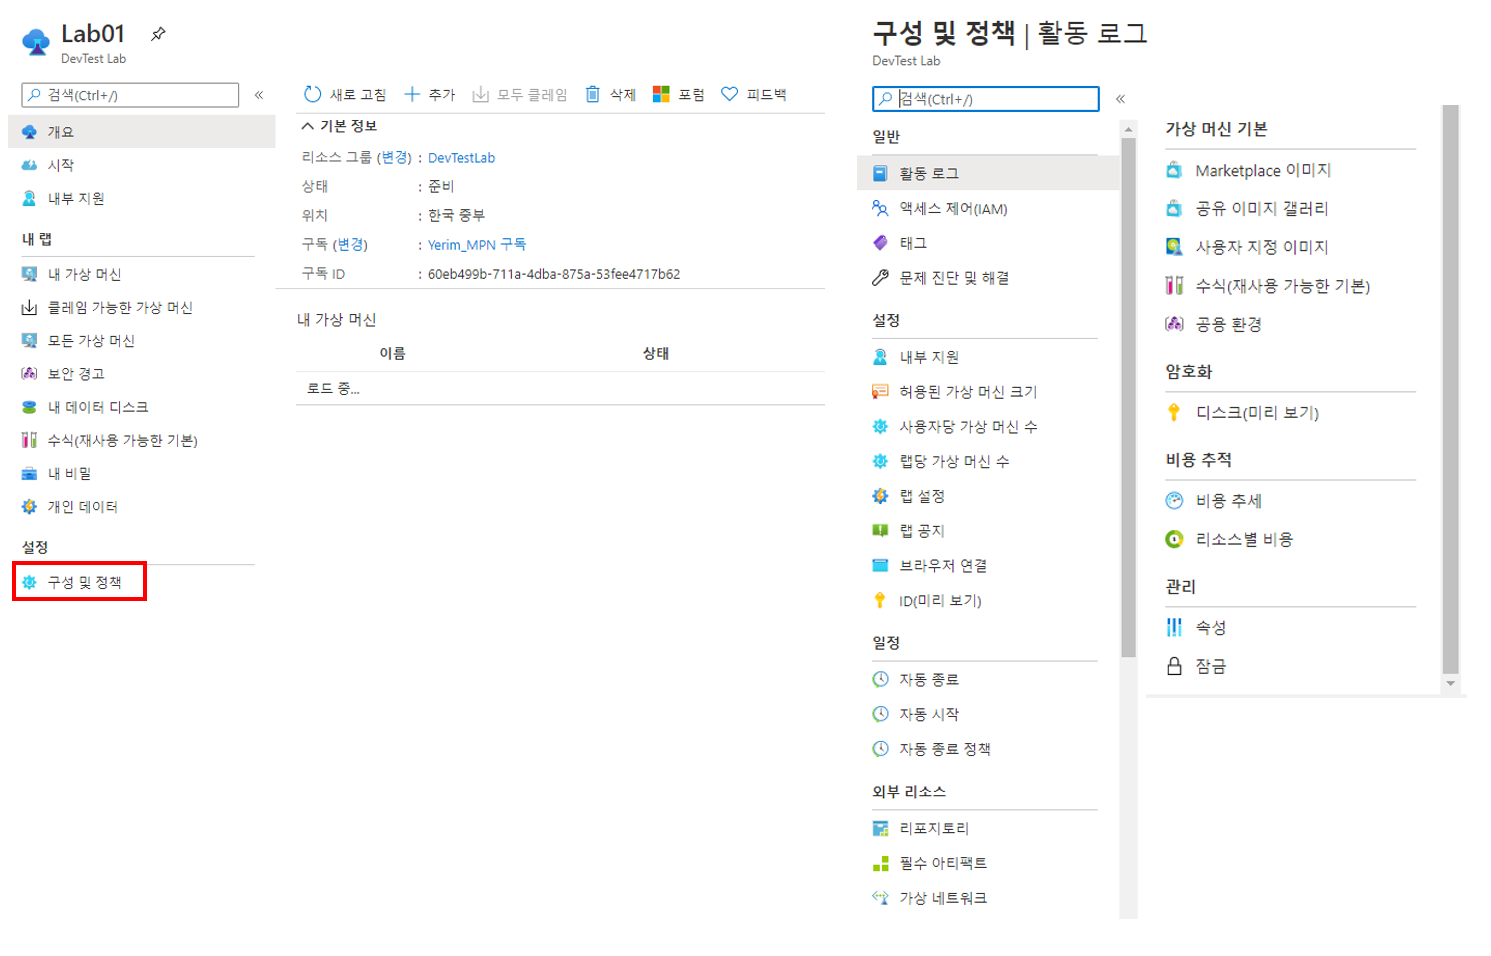 Lab01
DevTest Lab
검색(Ctrl+/)
«
개요
시작
내부 지원
내 랩
내 가상 머신
클레임 가능한 가상 머신
모든 가상 머신
보안 경고
내 데이터 디스크
수식(재사용 가능한 기본)
내 비밀
개인 데이터
설정
구성 및 정책
새로 고침 추가 모두 클레임 삭제 포럼 피드백
기본 정보
리소스 그룹 (변경) : DevTestLab
상태 : 준비
위치 : 한국 중부
구독 (변경) : Yerim_MPN 구독
구독 ID : 60eb499b-711a-4dba-875a-53fee4717b62
내 가상 머신
이름 상태
로드 중...
구성 및 정책 | 활동 로그
DevTest Lab
검색(Ctrl+/)
«
일반
활동 로그
액세스 제어(IAM)
태그
문제 진단 및 해결
설정
내부 지원
허용된 가상 머신 크기
사용자당 가상 머신 수
랩당 가상 머신 수
랩 설정
랩 공지
브라우저 연결
ID(미리 보기)
일정
자동 종료
자동 시작
자동 종료 정책
외부 리소스
리포지토리
필수 아티팩트
가상 네트워크
가상 머신 기본
Marketplace 이미지
공유 이미지 갤러리
사용자 지정 이미지
수식(재사용 가능한 기본)
공용 환경
암호화
디스크(미리 보기)
비용 추적
비용 추세
리소스별 비용
관리
속성
잠금